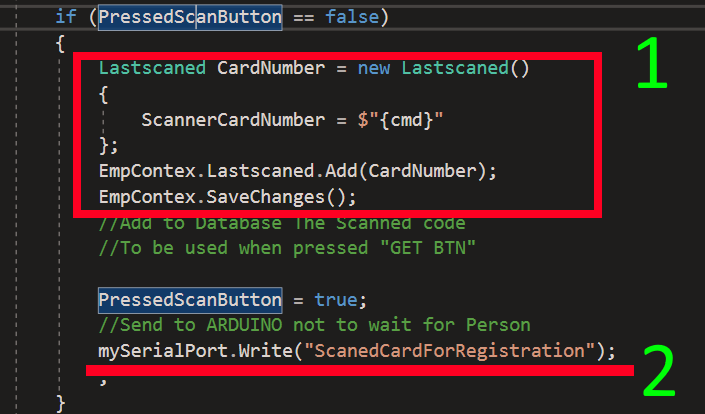 if (PressedScanButton == false)
{
1
Lastscaned CardNumber = new Lastscaned()
{
ScannerCardNumber = $"{cmd}"
};
EmpContex.Lastscaned.Add(CardNumber);
EmpContex.SaveChanges();
//Add to Database The Scanned code
//To be used when pressed "GET BTN"
PressedScanButton = true;
//Send to ARDUINO not to wait for Person
mySerialPort.Write("ScanedCardForRegistration");
2
;
}